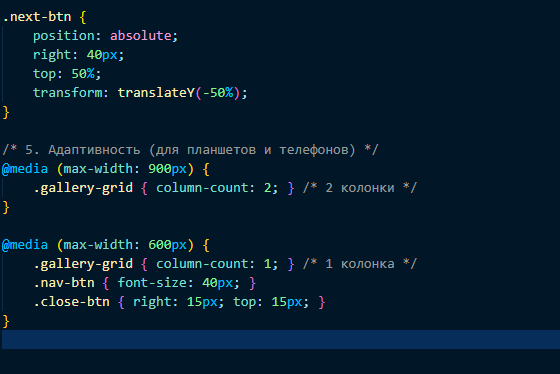 .next-btn {
    position: absolute;
    right: 40px;
    top: 50%;
    transform: translateY(-50%);
}

/* 5. Адаптивность (для планшетов и телефонов) */
@media (max-width: 900px) {
    .gallery-grid { column-count: 2; } /* 2 колонки */
}

@media (max-width: 600px) {
    .gallery-grid { column-count: 1; } /* 1 колонка */
    .nav-btn { font-size: 40px; }
    .close-btn { right: 15px; top: 15px; }
}